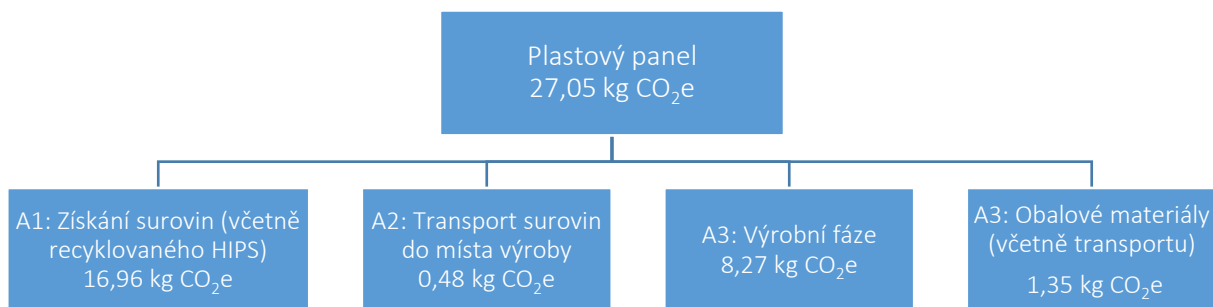 Plastový panel
27,05 kg CO₂e
A1: Získání surovin (včetně
recyklovaného HIPS)
16,96 kg CO₂e
A2: Transport surovin
do místa výroby
0,48 kg CO₂e
A3: Výrobní fáze
8,27 kg CO₂e
A3: Obalové materiály
(včetně transportu)
1,35 kg CO₂e